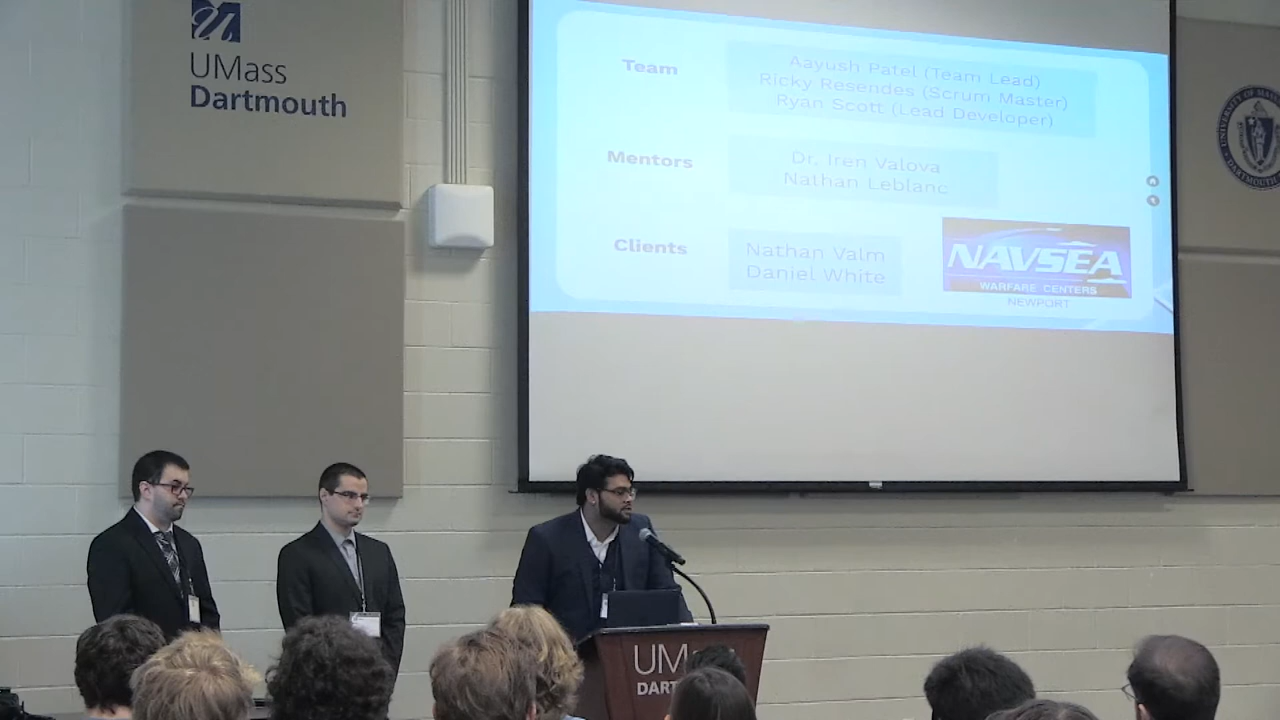 UMass
Dartmouth
Team
Aayush Patel (Team Lead)
Ricky Resendes (Scrum Master)
Ryan Scott (Lead Developer)
Mentors
Dr. Iren Valova
Nathan Leblanc
Clients
Nathan Valm
Daniel White
NAVSEA
WARFARE CENTERS
NEWPORT
UM
DART